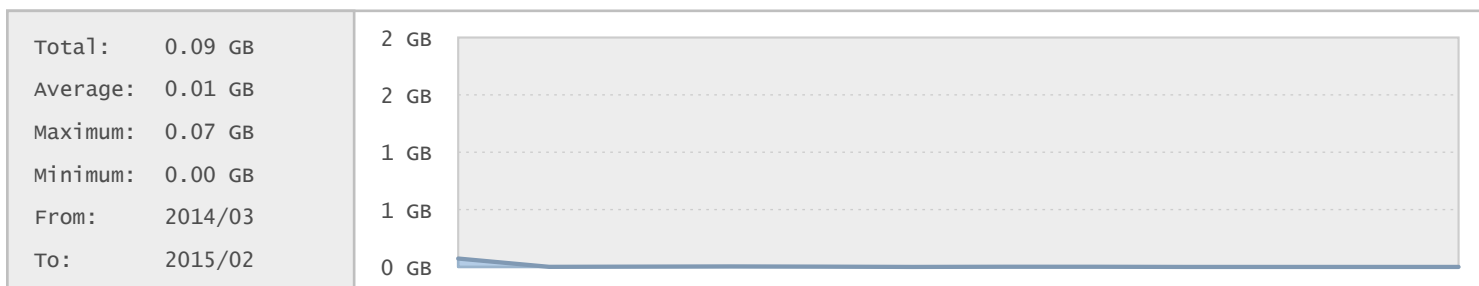 Total: 0.09 GB
Average: 0.01 GB
Maximum: 0.07 GB
Minimum: 0.00 GB
From: 2014/03
To: 2015/02
2 GB
2 GB
1 GB
1 GB
0 GB